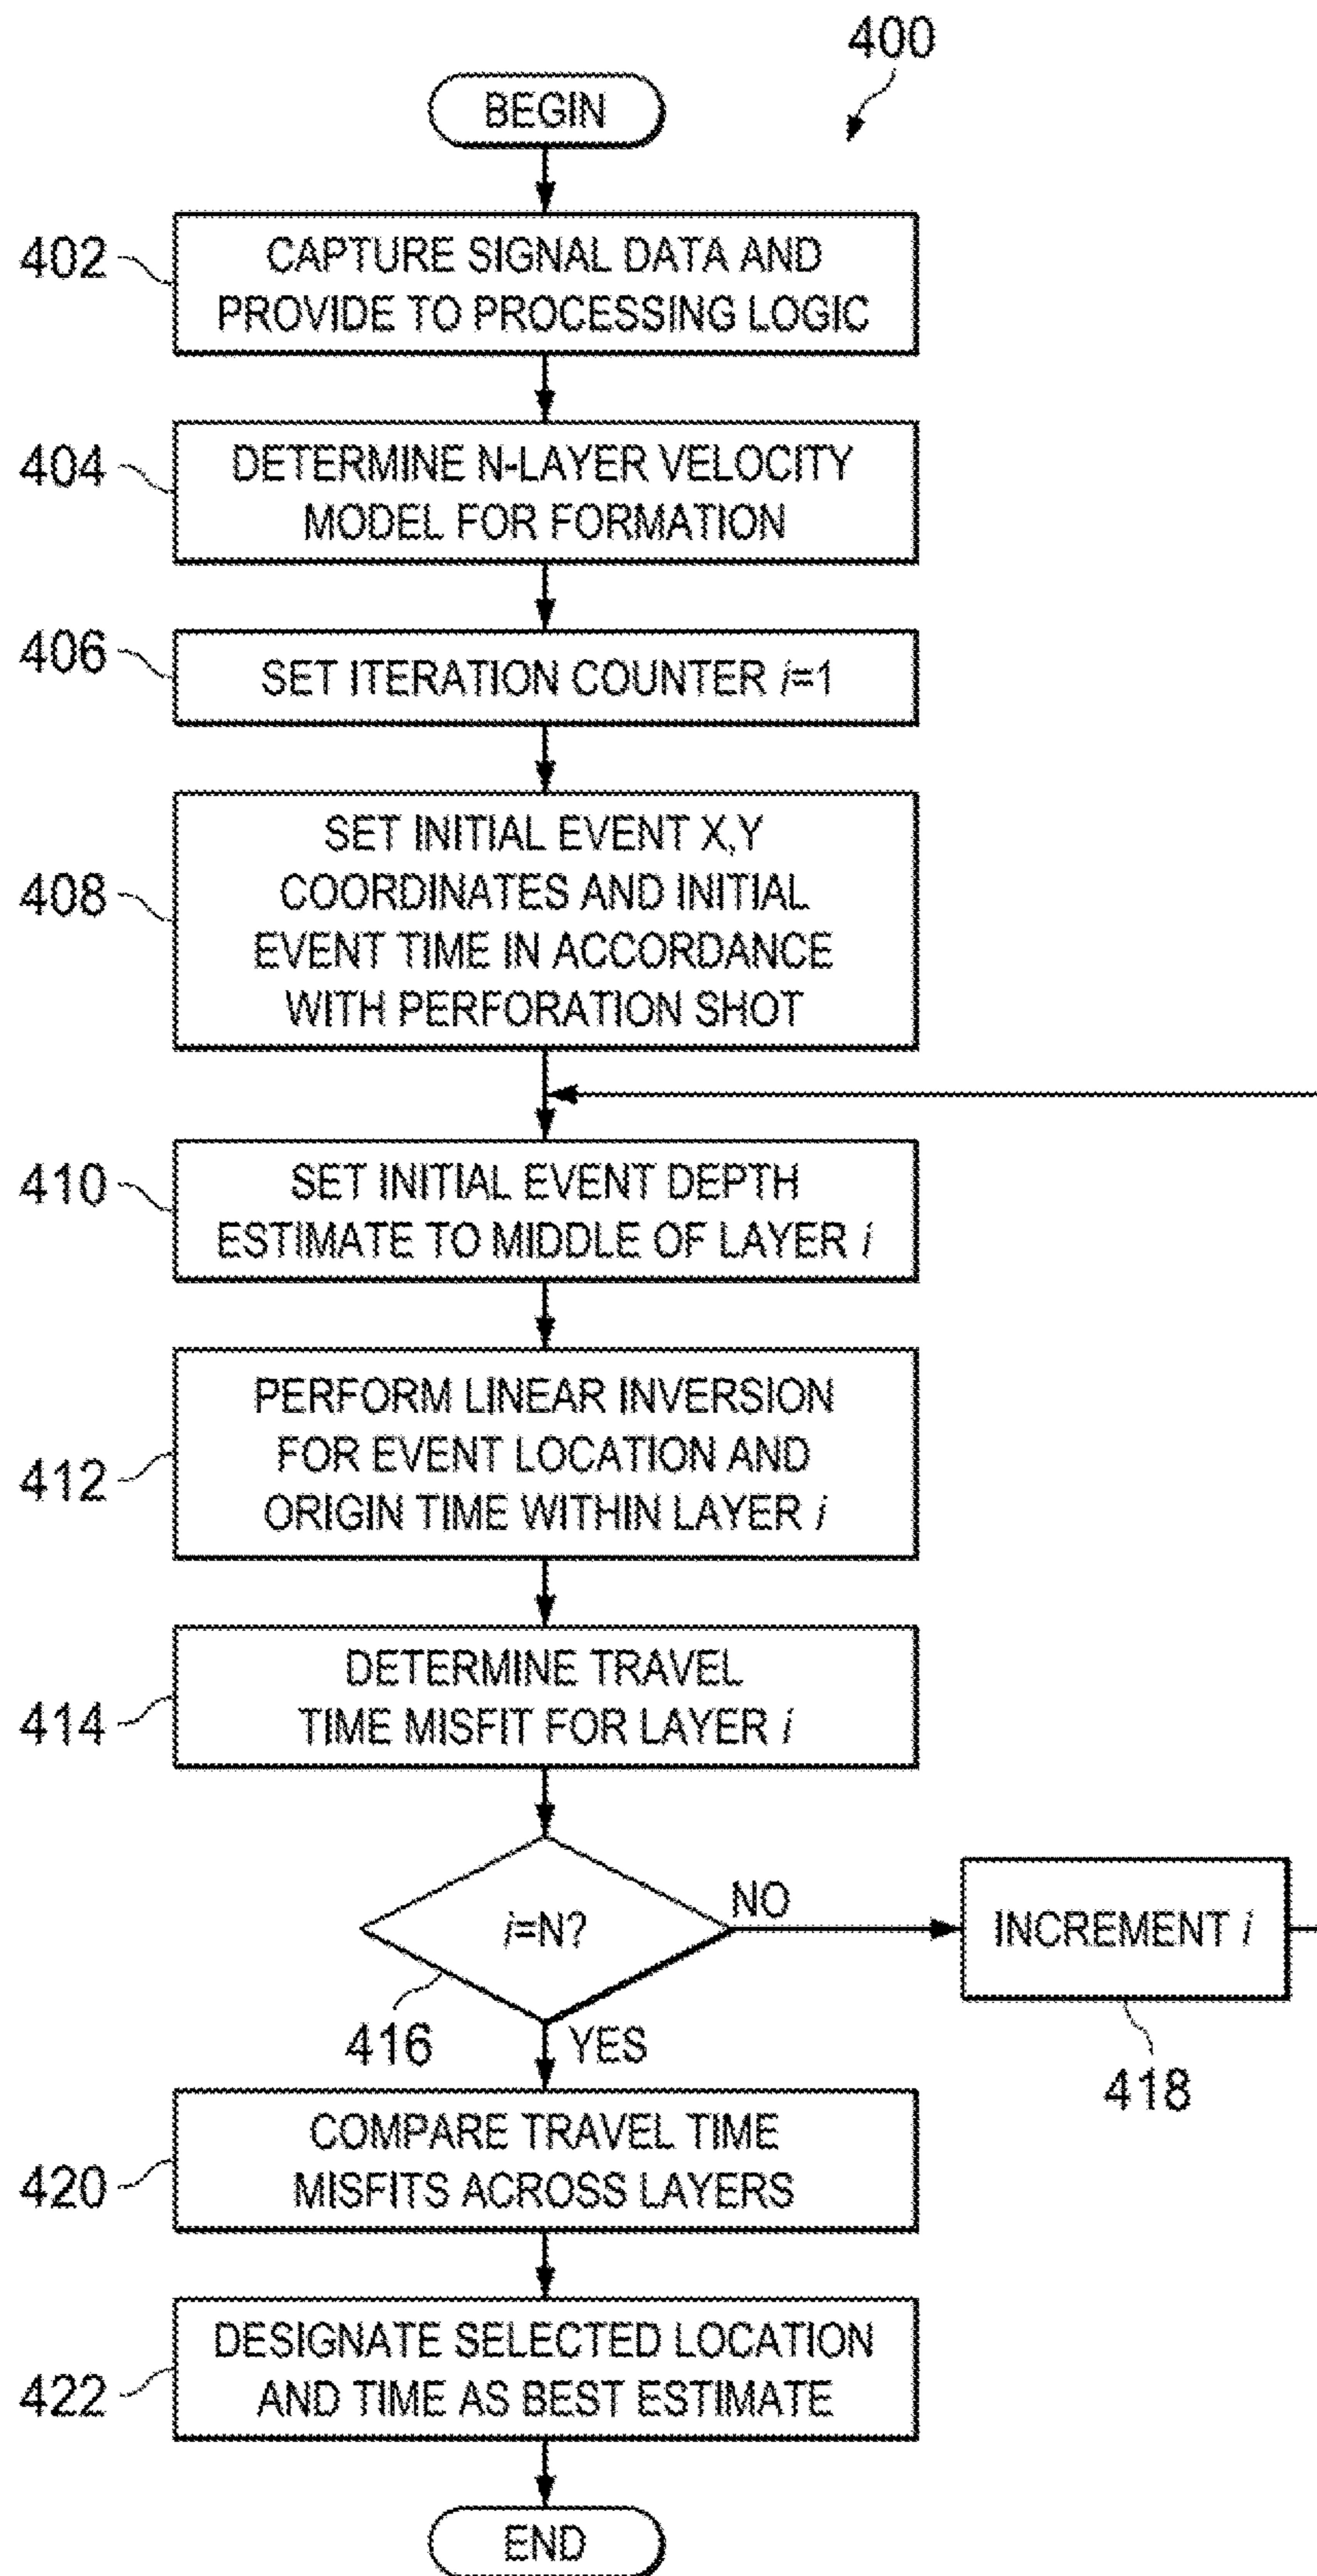 400
BEGIN
402
CAPTURE SIGNAL DATA AND
PROVIDE TO PROCESSING LOGIC
404
DETERMINE N-LAYER VELOCITY
MODEL FOR FORMATION
406
SET ITERATION COUNTER i=1
408
SET INITIAL EVENT X,Y
COORDINATES AND INITIAL
EVENT TIME IN ACCORDANCE
WITH PERFORATION SHOT
410
SET INITIAL EVENT DEPTH
ESTIMATE TO MIDDLE OF LAYER i
412
PERFORM LINEAR INVERSION
FOR EVENT LOCATION AND
ORIGIN TIME WITHIN LAYER i
414
DETERMINE TRAVEL
TIME MISFIT FOR LAYER i
i=N?
NO
INCREMENT i
416
YES
418
420
COMPARE TRAVEL TIME
MISFITS ACROSS LAYERS
422
DESIGNATE SELECTED LOCATION
AND TIME AS BEST ESTIMATE
END